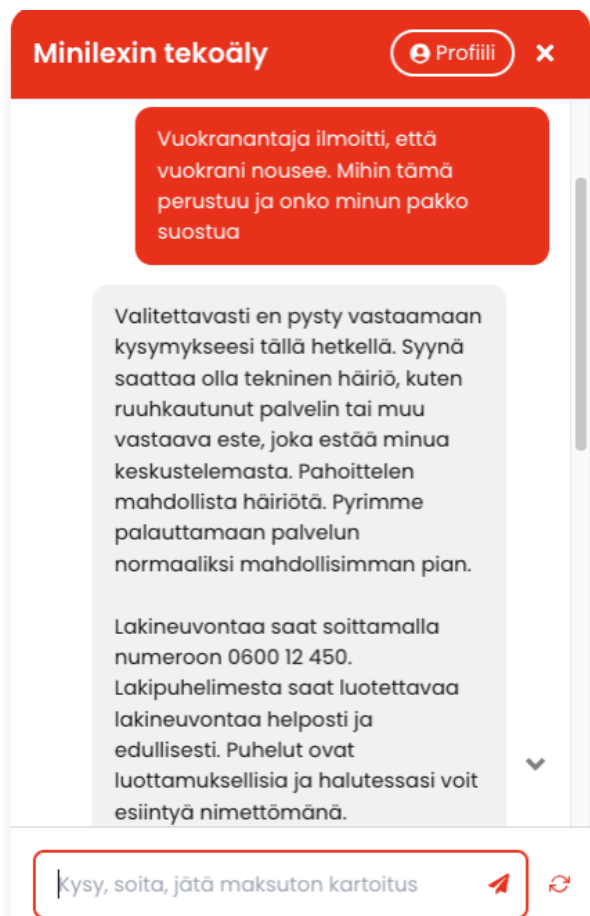 Minilexin tekoäly
Profiili
Vuokranantaja ilmoitti, että
vuokrani nousee. Mihin tämä
perustuu ja onko minun pakko
suostua
Valitettavasti en pysty vastaamaan
kysymykseesi tällä hetkellä. Syynä
saattaa olla tekninen häiriö, kuten
ruuhkautunut palvelin tai muu
vastaava este, joka estää minua
keskustelemasta. Pahoittelen
mahdollista häiriötä. Pyrimme
palauttamaan palvelun
normaaliksi mahdollisimman pian.
Lakineuvontaa saat soittamalla
numeroon 0600 12 450.
Lakipuhelimesta saat luotettavaa
lakineuvontaa helposti ja
edullisesti. Puhelut ovat
luottamuksellisia ja halutessasi voit
esiintyä nimettömänä.
Kysy, soita, jätä maksuton kartoitus